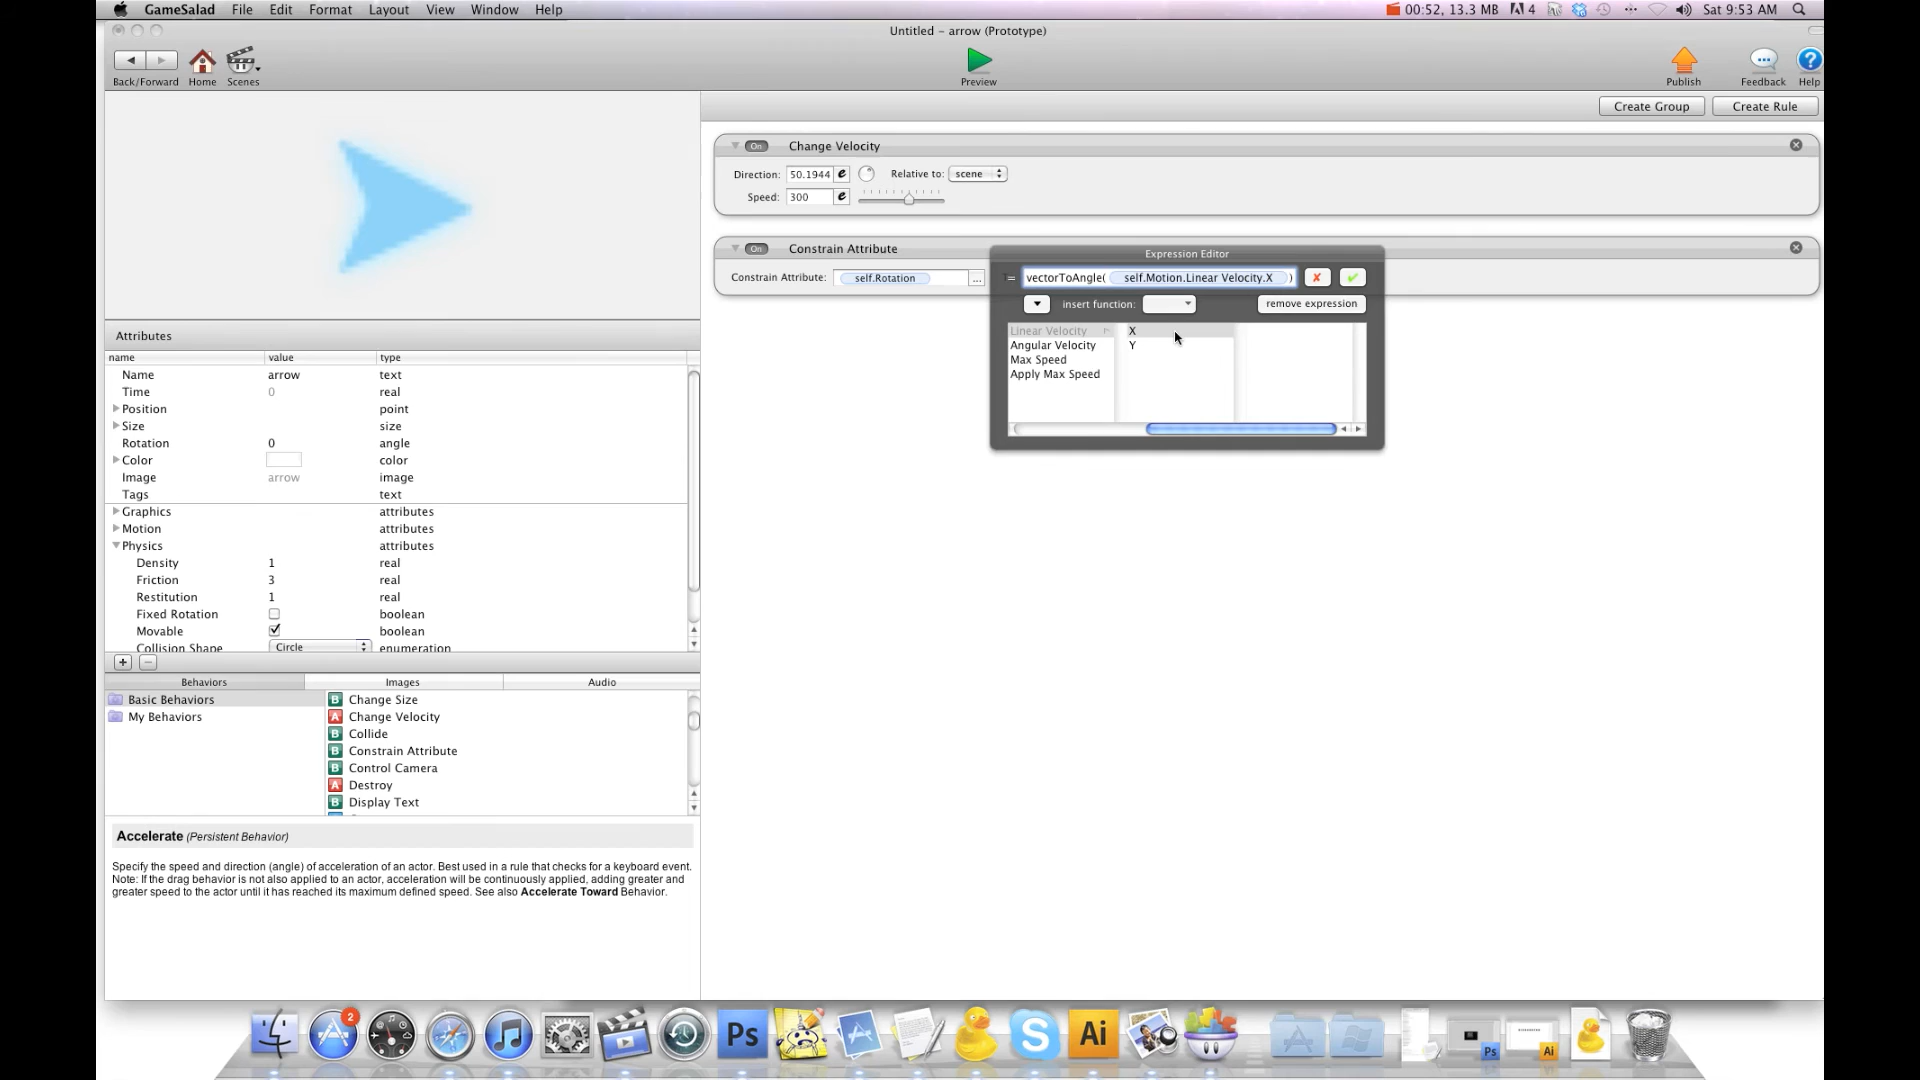 GameSalad File Edit Format Layout View Window Help 00:52, 13.3 MB 4 Sat 9:53 AM
Untitled – arrow (Prototype)
Back/Forward Home Scenes Preview Publish Feedback Help
Create Group Create Rule
On Change Velocity
Direction: 50.1944 e Relative to: scene
Speed: 300 e
On Constrain Attribute
Constrain Attribute: self.Rotation ...
Expression Editor
= vectorToAngle( self.Motion.Linear Velocity.X )
insert function: remove expression
Linear Velocity X
Angular Velocity Y
Max Speed
Apply Max Speed
Attributes
name value type
Name arrow text
Time 0 real
Position point
Size size
Rotation 0 angle
Color color
Image arrow image
Tags text
Graphics attributes
Motion attributes
Physics attributes
Density 1 real
Friction 3 real
Restitution 1 real
Fixed Rotation boolean
Movable boolean
Collision Shape Circle enumeration
+ −
Behaviors Images Audio
Basic Behaviors
My Behaviors
B Change Size
A Change Velocity
B Collide
B Constrain Attribute
B Control Camera
A Destroy
B Display Text
Accelerate (Persistent Behavior)
Specify the speed and direction (angle) of acceleration of an actor. Best used in a rule that checks for a keyboard event.
Note: If the drag behavior is not also applied to an actor, acceleration will be continuously applied, adding greater and
greater speed to the actor until it has reached its maximum defined speed. See also Accelerate Toward Behavior.
2
Ps
Ai
Ps
Ai